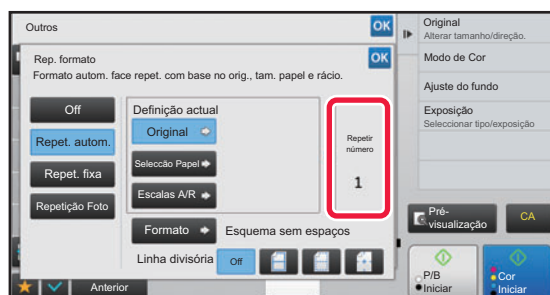 Outros
OK
Rep. formato
OK
Formato autom. face repet. com base no orig., tam. papel e rácio.
Off
Repet. autom.
Repet. fixa
Repetição Foto
Definição actual
Original
Seleccão Papel
Escalas A/R
Repetir
número
1
Formato
Esquema sem espaços
Linha divisória
Off
Anterior
Original
Alterar tamanho/direção.
Modo de Cor
Ajuste do fundo
Exposição
Seleccionar tipo/exposição
Pré-
visualização
CA
P/B
Iniciar
Cor
Iniciar